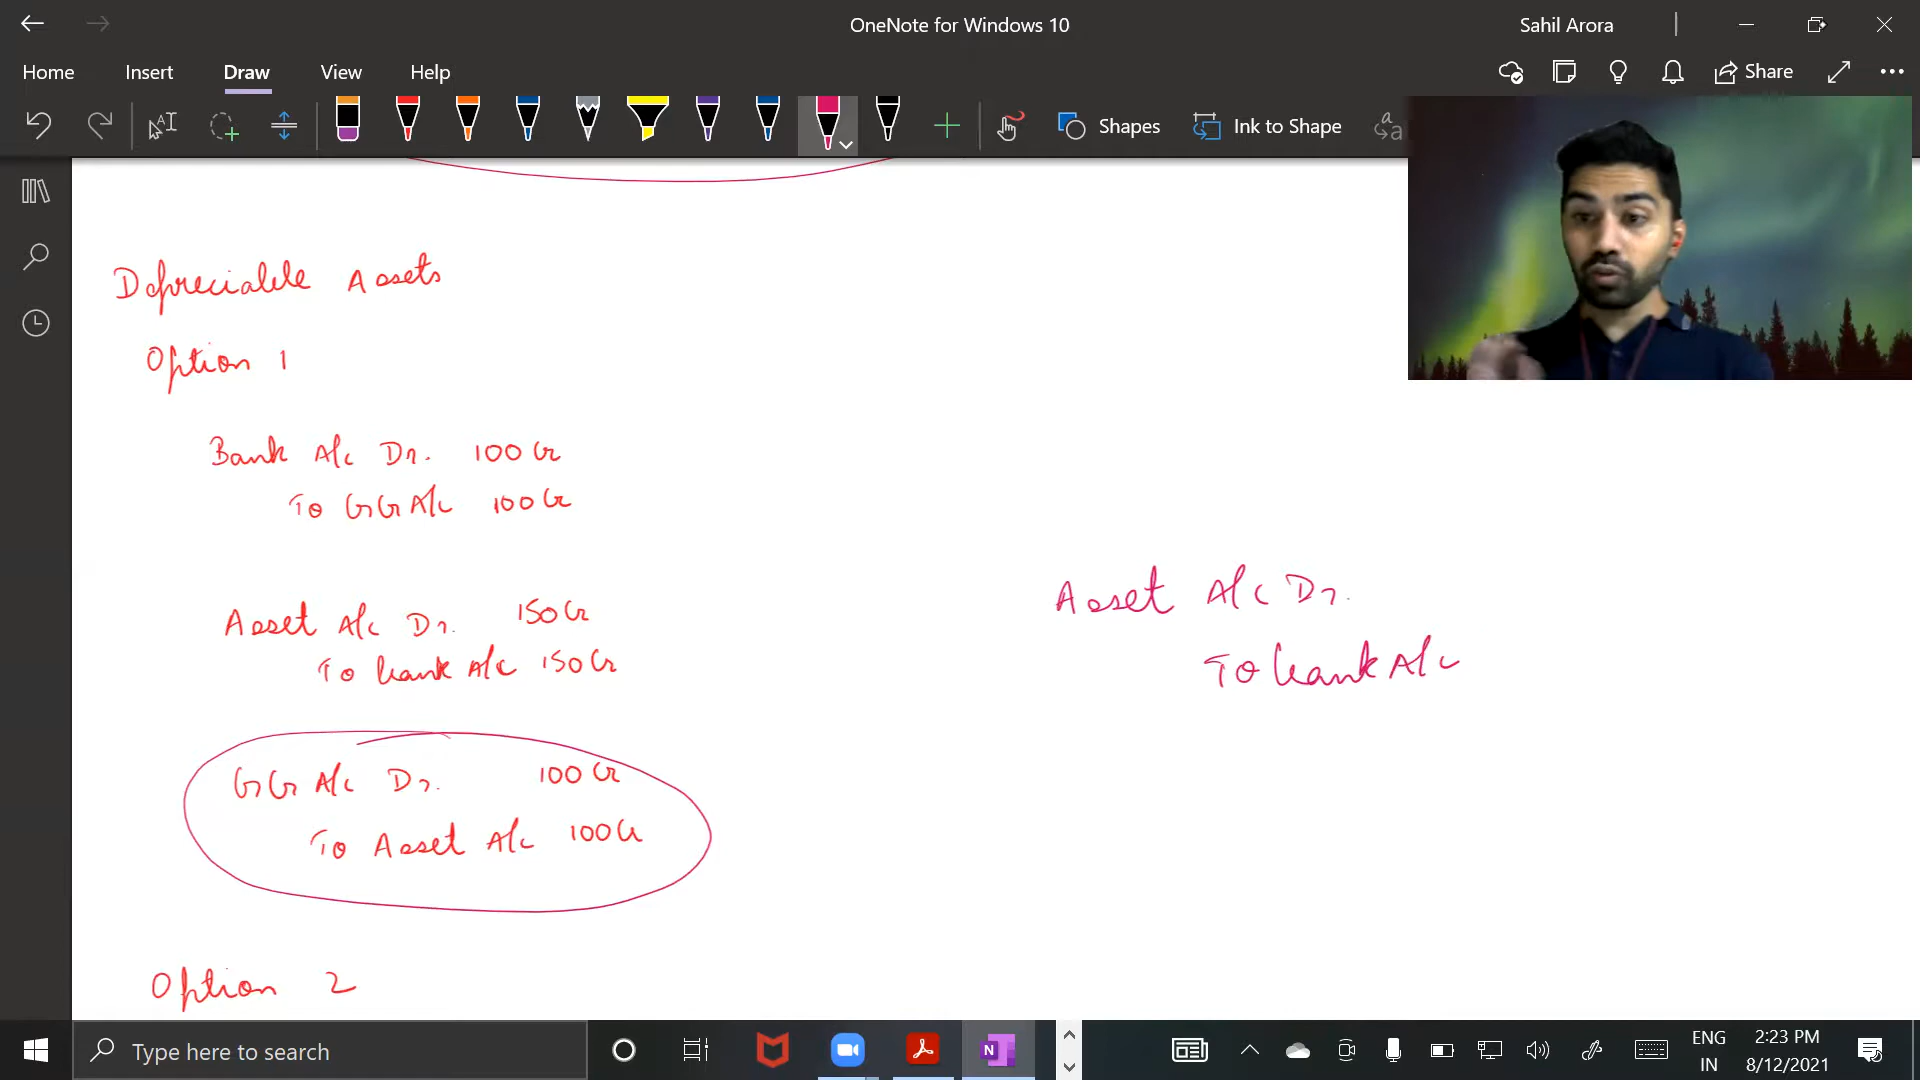 OneNote for Windows 10
Sahil Arora
Home Insert Draw View Help
Share
Shapes
Ink to Shape
Depreciable Assets
Option 1
Bank A/c Dr. 100 Cr
To GG A/c 100 Cr
Asset A/c Dr. 150 Cr
To bank A/c 150 Cr
GG A/c Dr. 100 Cr
To Asset A/c 100 Cr
Option 2
Asset A/c Dr.
To bank A/c
Type here to search
ENG
IN
2:23 PM
8/12/2021